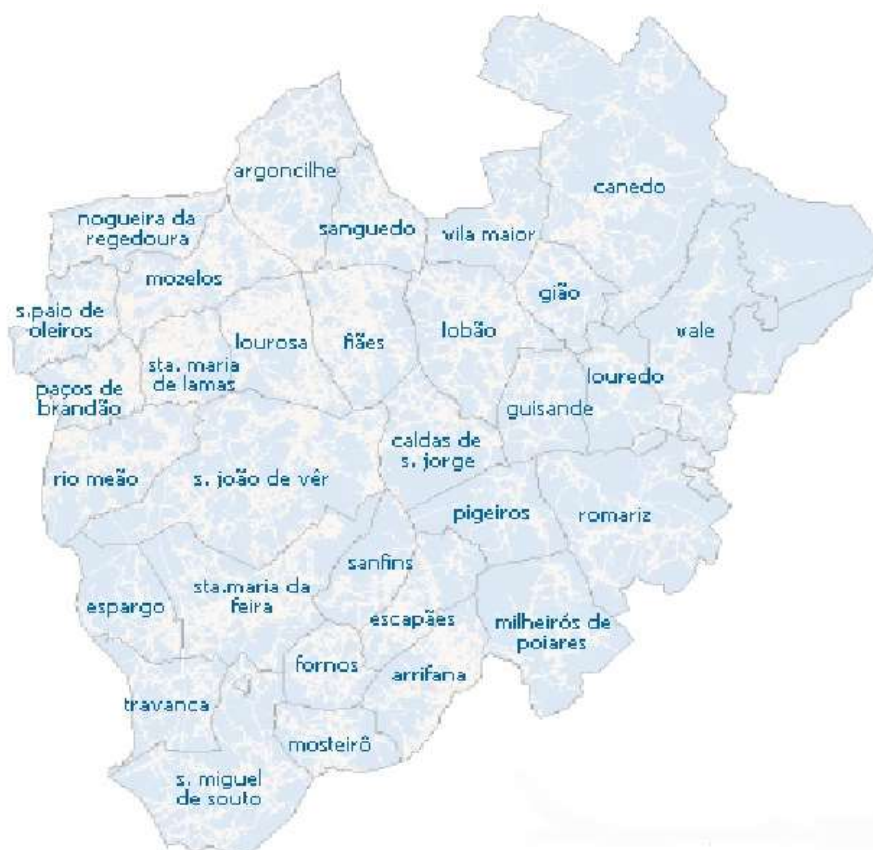 argoncilhe
canedo
nogueira da
regedoura
sanguedo
vila maior
mozelos
gião
s.paio de
oleiros
lourosa
fiães
lobão
vale
sta. maria
de lamas
louredo
paços de
brandão
guisande
caldas de
s. jorge
rio meão
s. joão de vêr
pigeiros
romariz
sanfins
sta.maria da
feira
espargo
escapães
milheirós de
poiares
fornos
arrifana
travanca
mosteirô
s. miguel
de souto